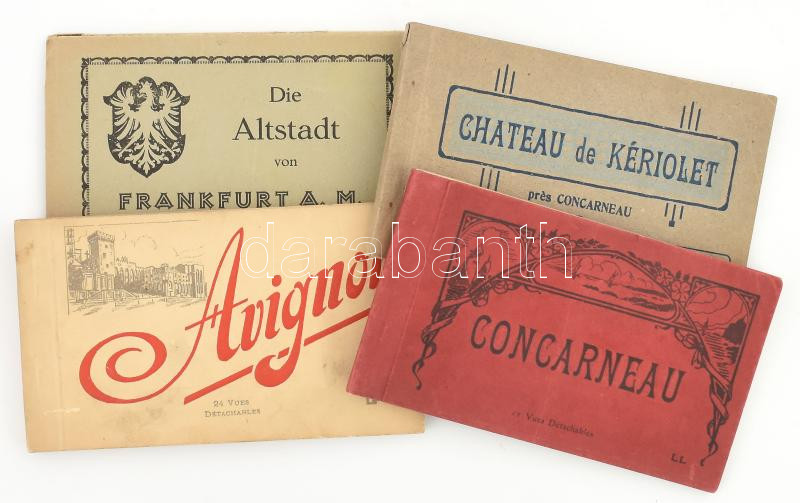 Die
Altstadt
von
FRANKFURT A. M.
CHATEAU de KÉRIOLET
près CONCARNEAU
Avignon
24 VUES
DÉTACHABLES
CONCARNEAU
Vues Détachables
LL
darabanth